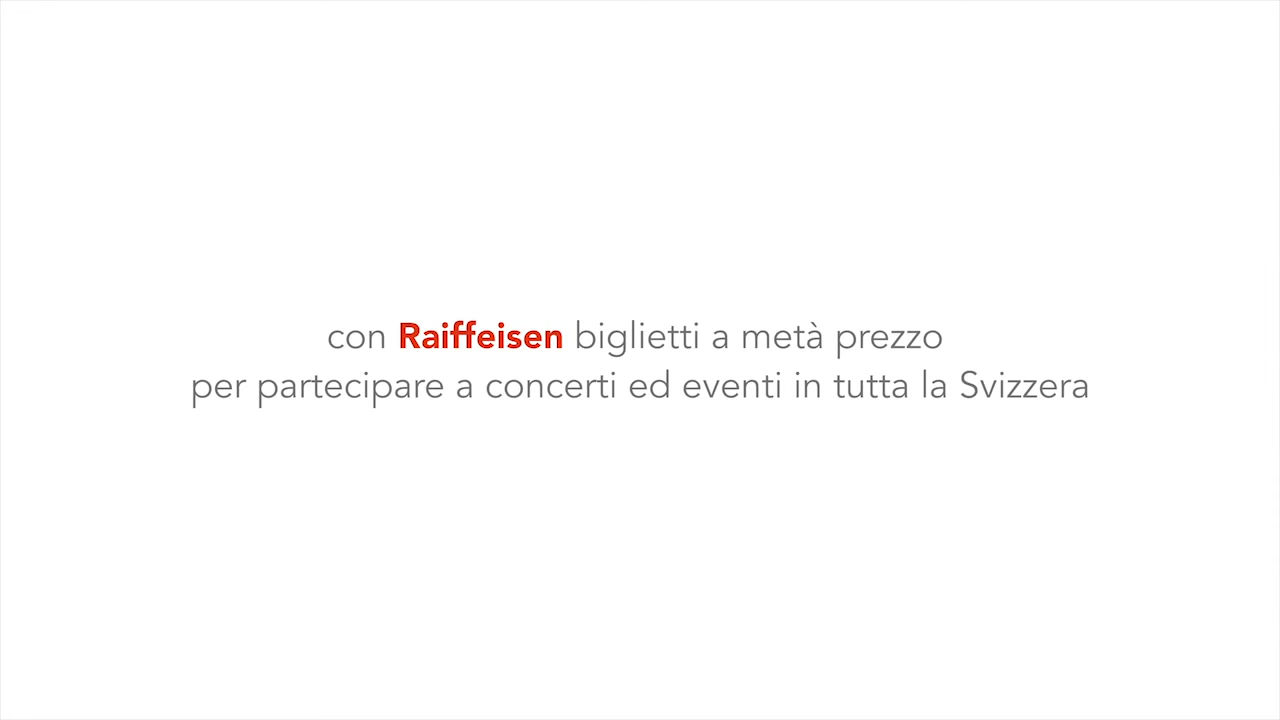 con Raiffeisen biglietti a metà prezzo
per partecipare a concerti ed eventi in tutta la Svizzera